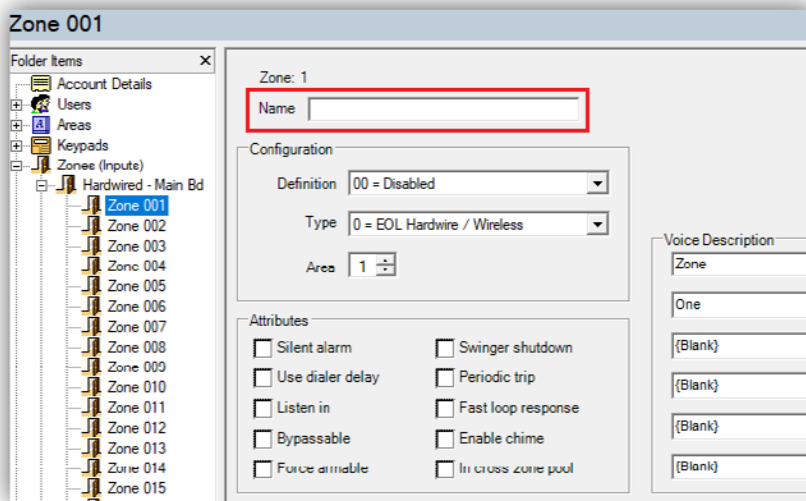 Zone 001
Folder Items
Account Details
Users
Areas
Keypads
Zones (Inputs)
Hardwired - Main Bd
Zone 001
Zone 002
Zone 003
Zone 004
Zone 005
Zone 006
Zone 007
Zone 008
Zone 009
Zone 010
Zone 011
Zone 012
Zone 013
Zone 014
Zone 015
Zone: 1
Name
Configuration
Definition 00 = Disabled
Type 0 = EOL Hardwire / Wireless
Area 1
Attributes
Silent alarm Swinger shutdown
Use dialer delay Periodic trip
Listen in Fast loop response
Bypassable Enable chime
Force armable In cross zone pool
Voice Description
Zone
One
{Blank}
{Blank}
{Blank}
{Blank}